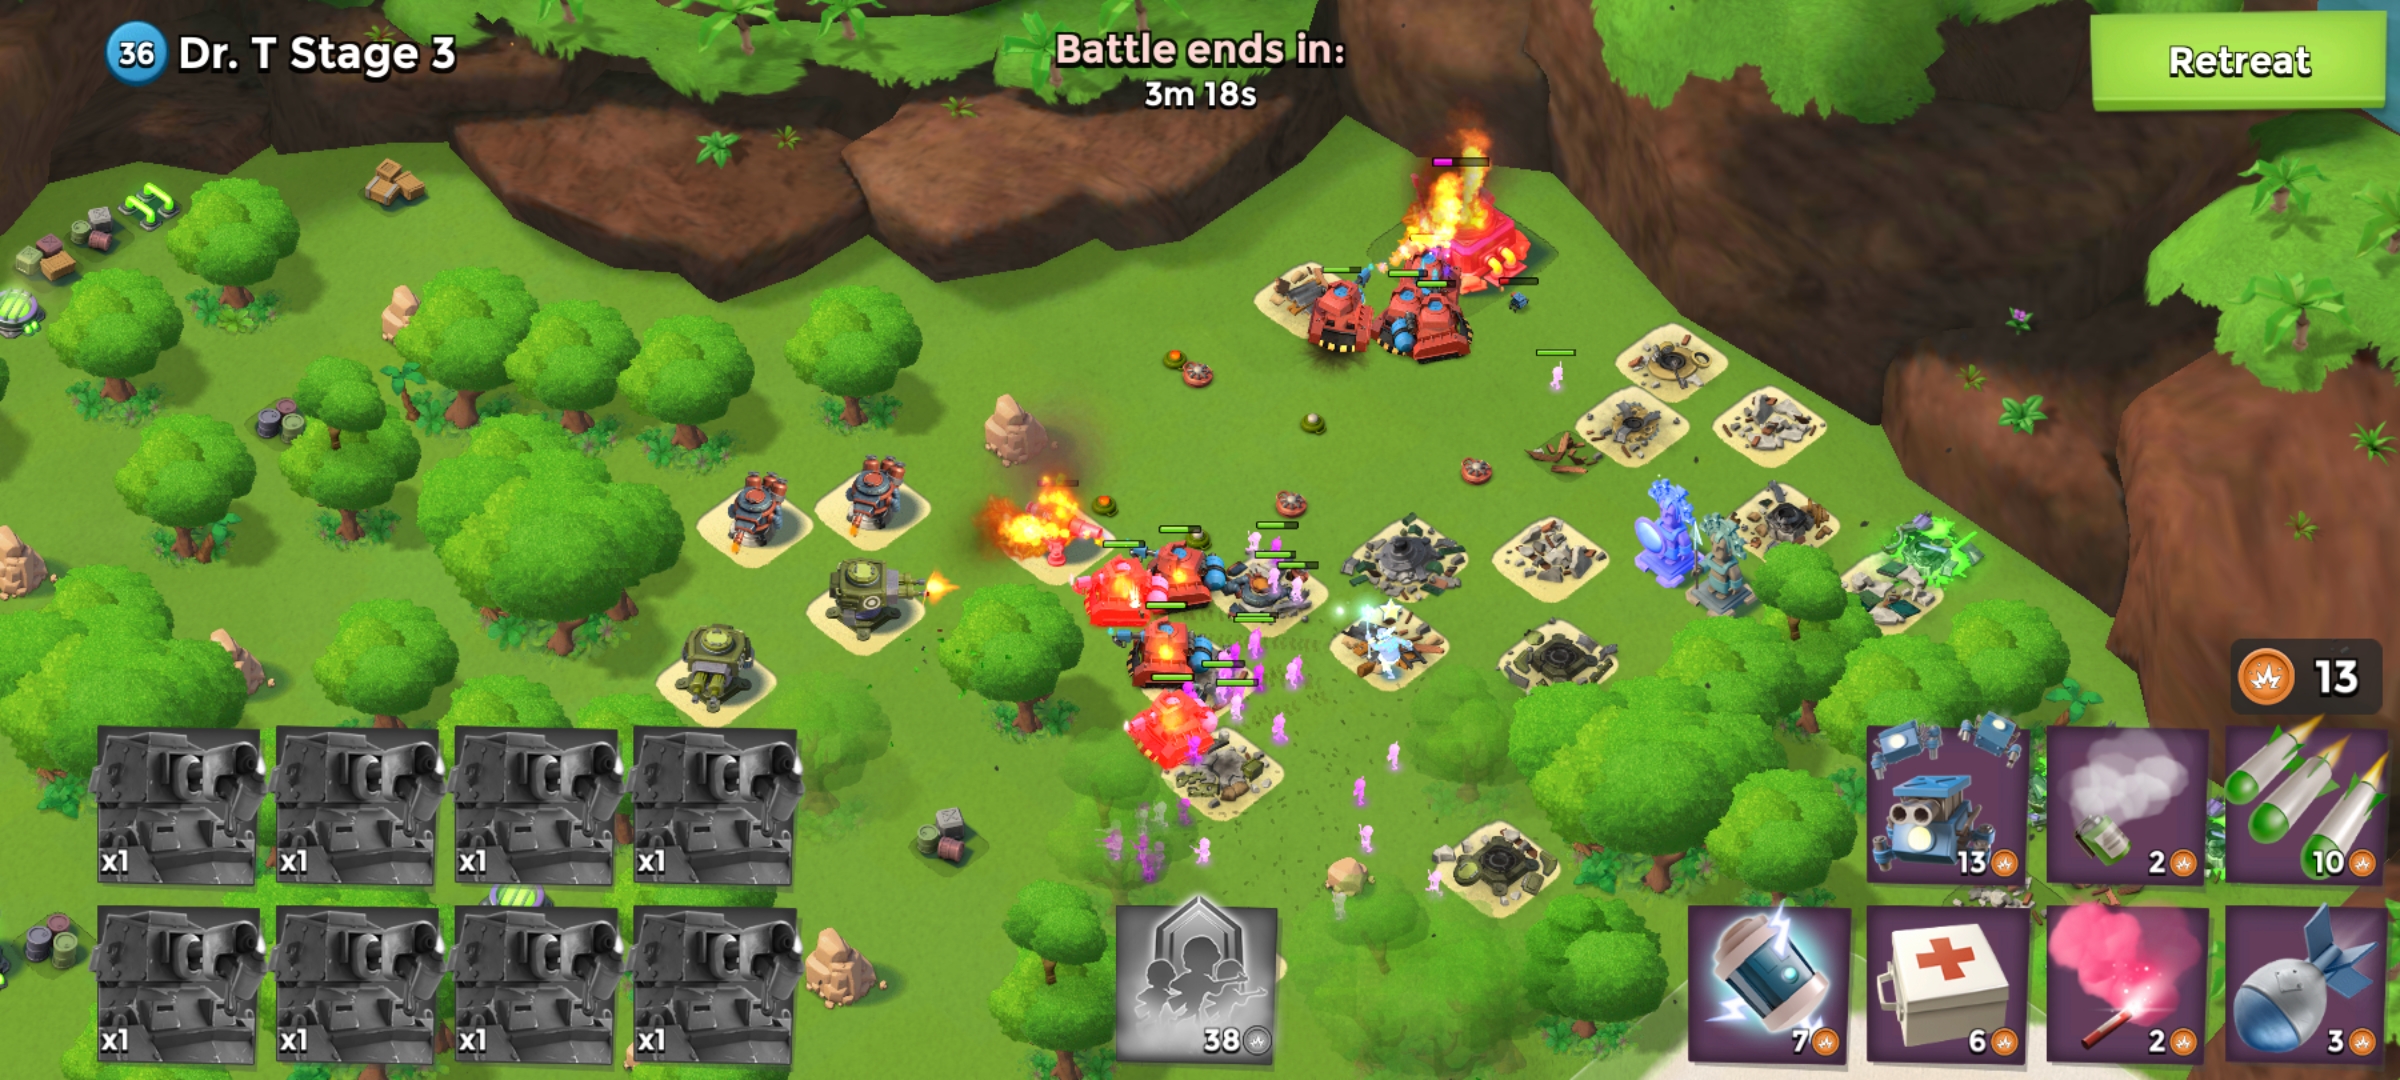 36 Dr. T Stage 3
Battle ends in:
3m 18s
Retreat
13
x1 x1 x1 x1
13 2 10
x1 x1 x1 x1
38
7 6 2 3